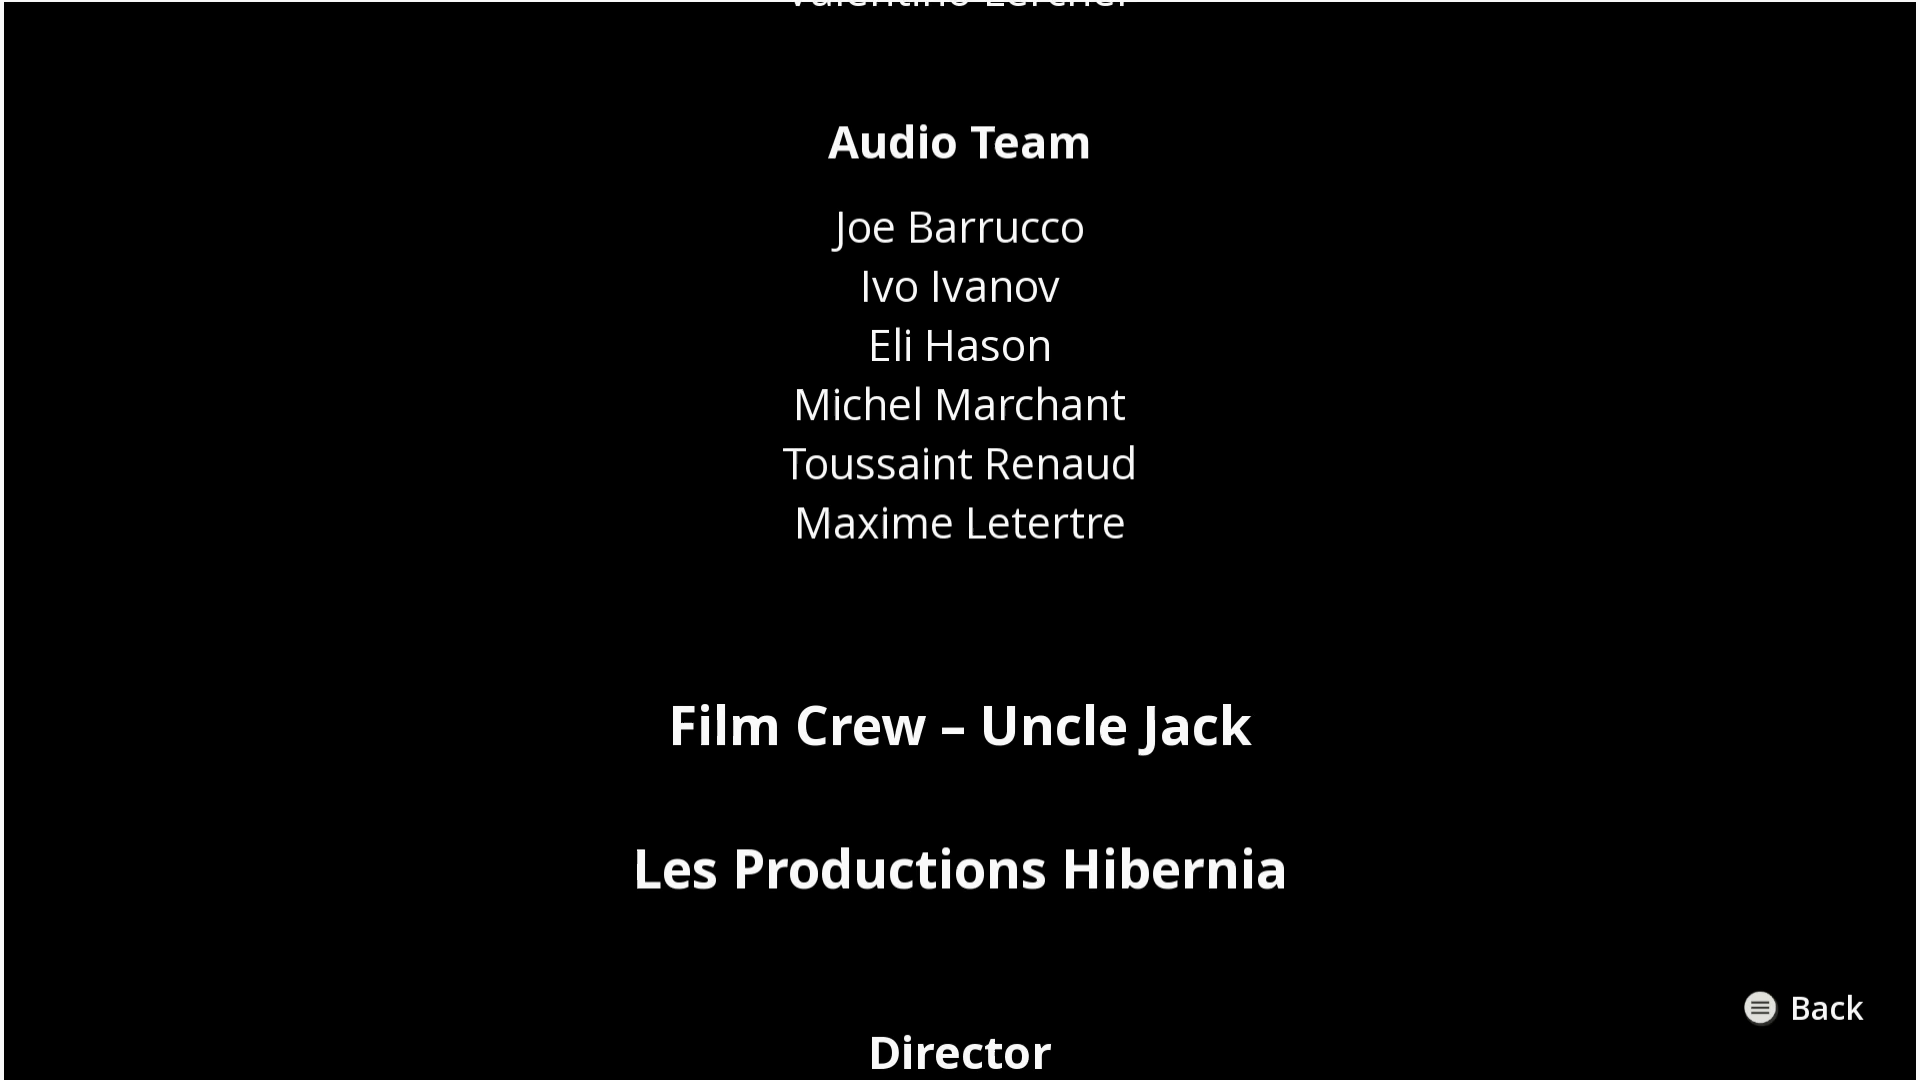 Audio Team
Joe Barrucco
Ivo Ivanov
Eli Hason
Michel Marchant
Toussaint Renaud
Maxime Letertre
Film Crew – Uncle Jack
Les Productions Hibernia
Back
Director